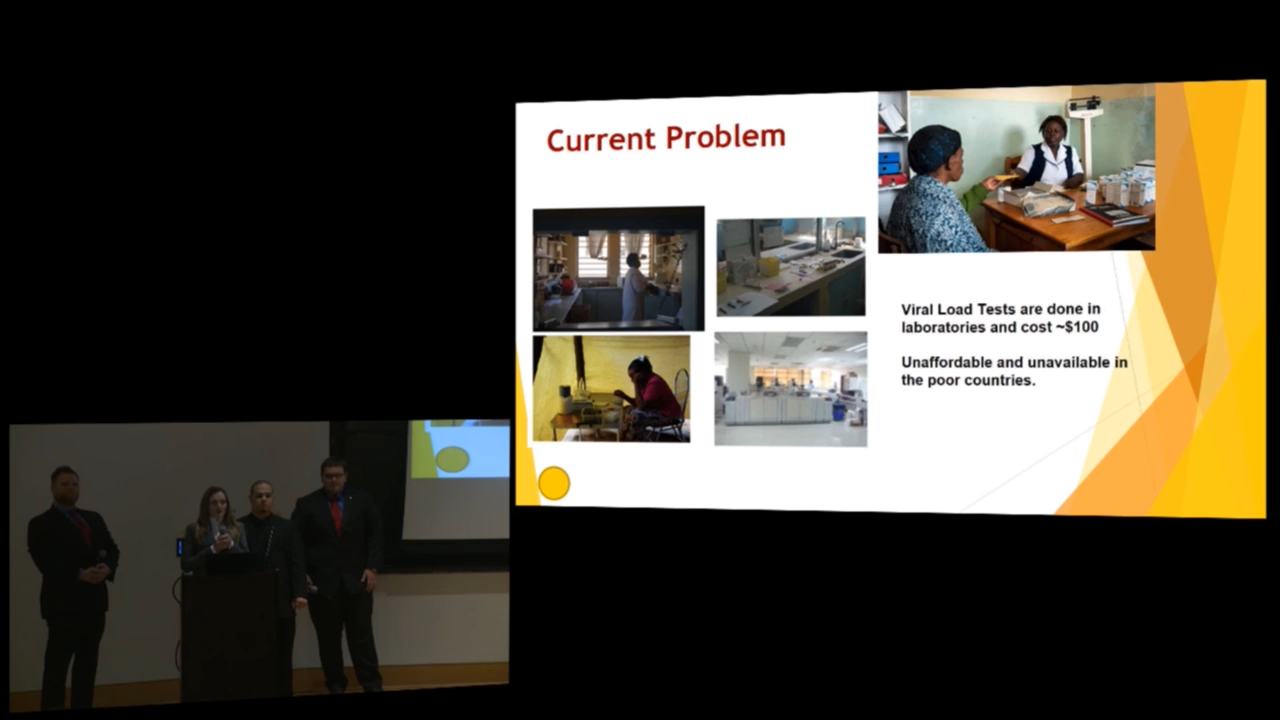 Current Problem
Viral Load Tests are done in
laboratories and cost ~$100
Unaffordable and unavailable in
the poor countries.